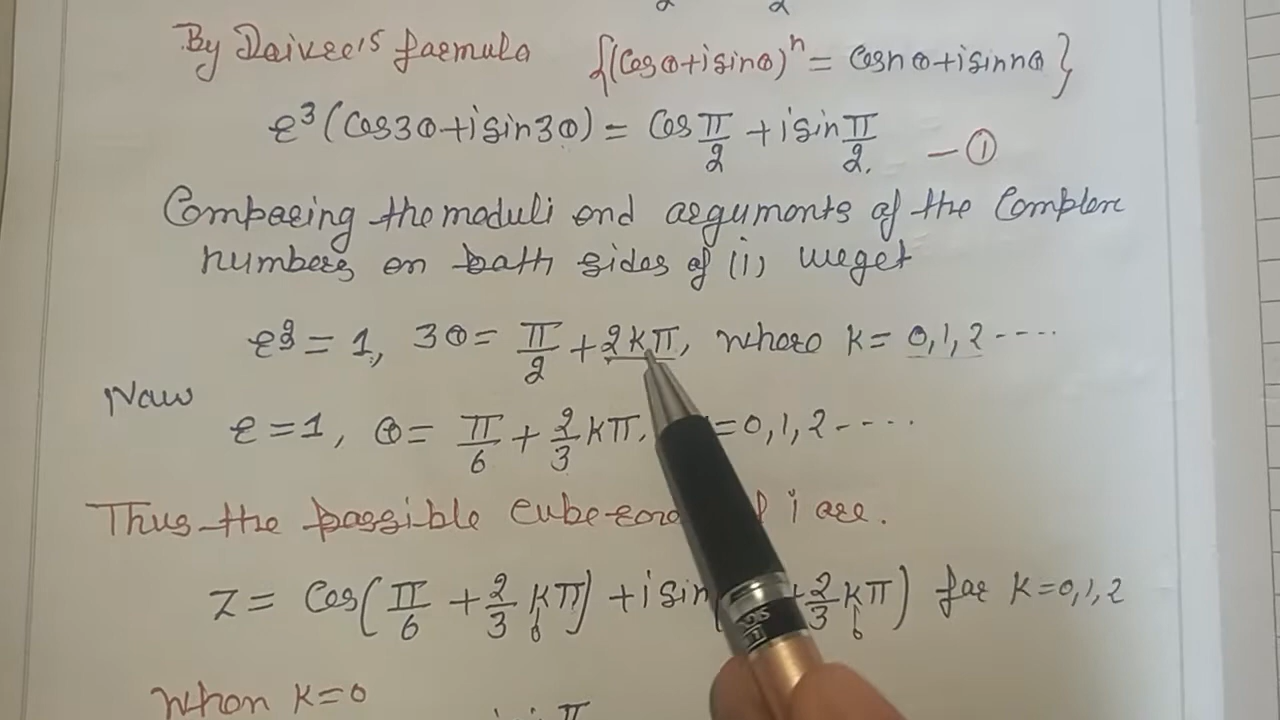 2 2
By Doivre's formula {(Cosθ+isinθ)ⁿ = Cosnθ+isinnθ}
r³(Cos3θ+isin3θ) = Cos π/2 + isin π/2. — ①
Comparing the moduli and arguments of the Complex
numbers on both sides of (i) we get
r³ = 1, 3θ = π/2 + 2kπ, where k = 0,1,2 ----
Now
r = 1, θ = π/6 + 2/3 kπ, =0,1,2 ----
Thus the possible cube i are.
z = Cos(π/6 + 2/3 kπ) + isin( + 2/3 kπ) for k=0,1,2
When k=0
π